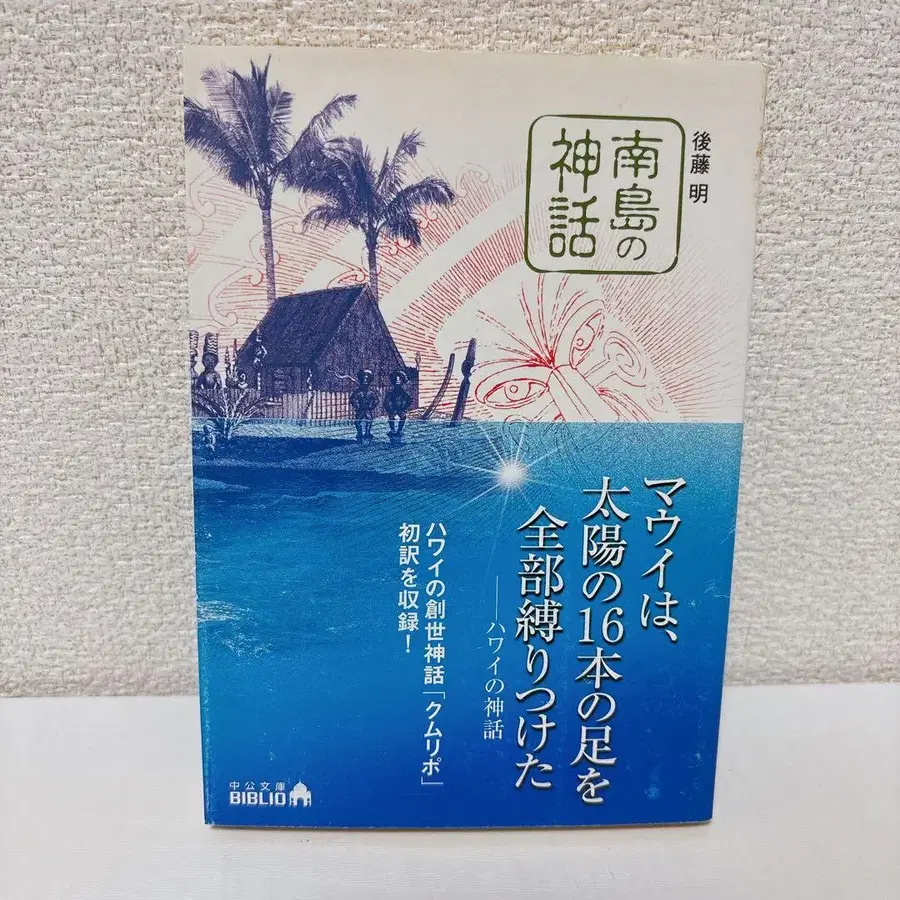 後藤 明
南島の
神話
マウイは、
太陽の16本の足を
全部縛りつけた
――ハワイの神話
ハワイの創世神話「クムリポ」
初訳を収録！
中公文庫
BIBLIO